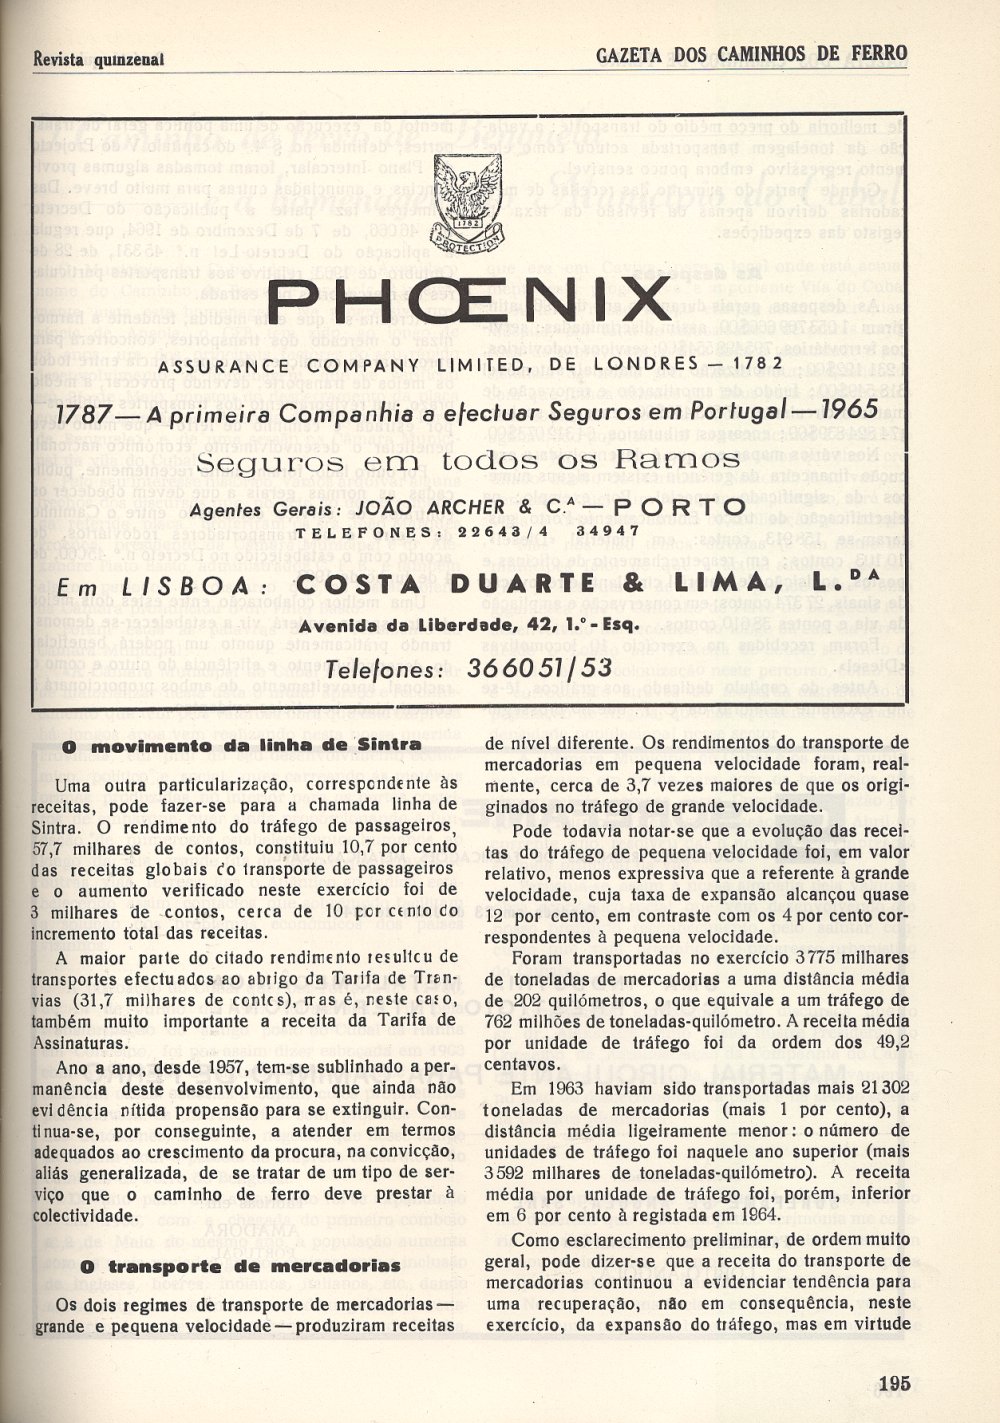 Revista quinzenal
GAZETA DOS CAMINHOS DE FERRO
1782
PROTECTION
PHŒNIX
ASSURANCE COMPANY LIMITED, DE LONDRES — 1782
1787 — A primeira Companhia a efectuar Seguros em Portugal — 1965
Seguros em todos os Ramos
Agentes Gerais: JOÃO ARCHER & C.ᴬ — PORTO
TELEFONES: 22643/4 34947
Em LISBOA: COSTA DUARTE & LIMA, L.DA
Avenida da Liberdade, 42, 1.º - Esq.
Telefones: 366051/53
O movimento da linha de Sintra
Uma outra particularização, correspondente às
receitas, pode fazer-se para a chamada linha de
Sintra. O rendimento do tráfego de passageiros,
57,7 milhares de contos, constituiu 10,7 por cento
das receitas globais do transporte de passageiros
e o aumento verificado neste exercício foi de
3 milhares de contos, cerca de 10 por cento do
incremento total das receitas.
A maior parte do citado rendimento resultcu de
transportes efectuados ao abrigo da Tarifa de Tran-
vias (31,7 milhares de contcs), mas é, neste caso,
também muito importante a receita da Tarifa de
Assinaturas.
Ano a ano, desde 1957, tem-se sublinhado a per-
manência deste desenvolvimento, que ainda não
evidência nítida propensão para se extinguir. Con-
tinua-se, por conseguinte, a atender em termos
adequados ao crescimento da procura, na convicção,
aliás generalizada, de se tratar de um tipo de ser-
viço que o caminho de ferro deve prestar à
colectividade.
O transporte de mercadorias
Os dois regimes de transporte de mercadorias —
grande e pequena velocidade — produziram receitas
de nível diferente. Os rendimentos do transporte de
mercadorias em pequena velocidade foram, real-
mente, cerca de 3,7 vezes maiores de que os origi-
ginados no tráfego de grande velocidade.
Pode todavia notar-se que a evolução das recei-
tas do tráfego de pequena velocidade foi, em valor
relativo, menos expressiva que a referente à grande
velocidade, cuja taxa de expansão alcançou quase
12 por cento, em contraste com os 4 por cento cor-
respondentes à pequena velocidade.
Foram transportadas no exercício 3775 milhares
de toneladas de mercadorias a uma distância média
de 202 quilómetros, o que equivale a um tráfego de
762 milhões de toneladas-quilómetro. A receita média
por unidade de tráfego foi da ordem dos 49,2
centavos.
Em 1963 haviam sido transportadas mais 21 302
toneladas de mercadorias (mais 1 por cento), a
distância média ligeiramente menor: o número de
unidades de tráfego foi naquele ano superior (mais
3 592 milhares de toneladas-quilómetro). A receita
média por unidade de tráfego foi, porém, inferior
em 6 por cento à registada em 1964.
Como esclarecimento preliminar, de ordem muito
geral, pode dizer-se que a receita do transporte de
mercadorias continuou a evidenciar tendência para
uma recuperação, não em consequência, neste
exercício, da expansão do tráfego, mas em virtude
195